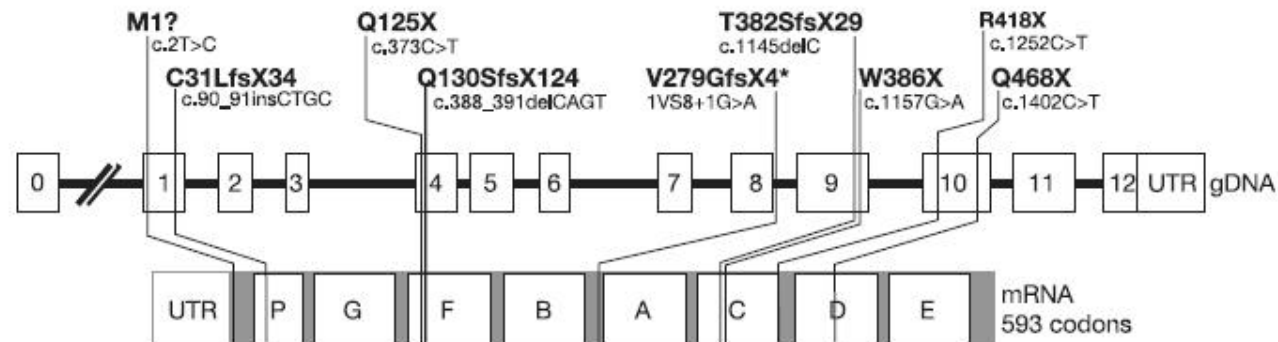 M1?
c.2T>C
Q125X
c.373C>T
T382SfsX29
c.1145delC
R418X
c.1252C>T
C31LfsX34
c.90_91insCTGC
Q130SfsX124
c.388_391delCAGT
V279GfsX4*
1VS8+1G>A
W386X
c.1157G>A
Q468X
c.1402C>T
0 1 2 3 4 5 6 7 8 9 10 11 12 UTR gDNA
UTR P G F B A C D E
mRNA
593 codons